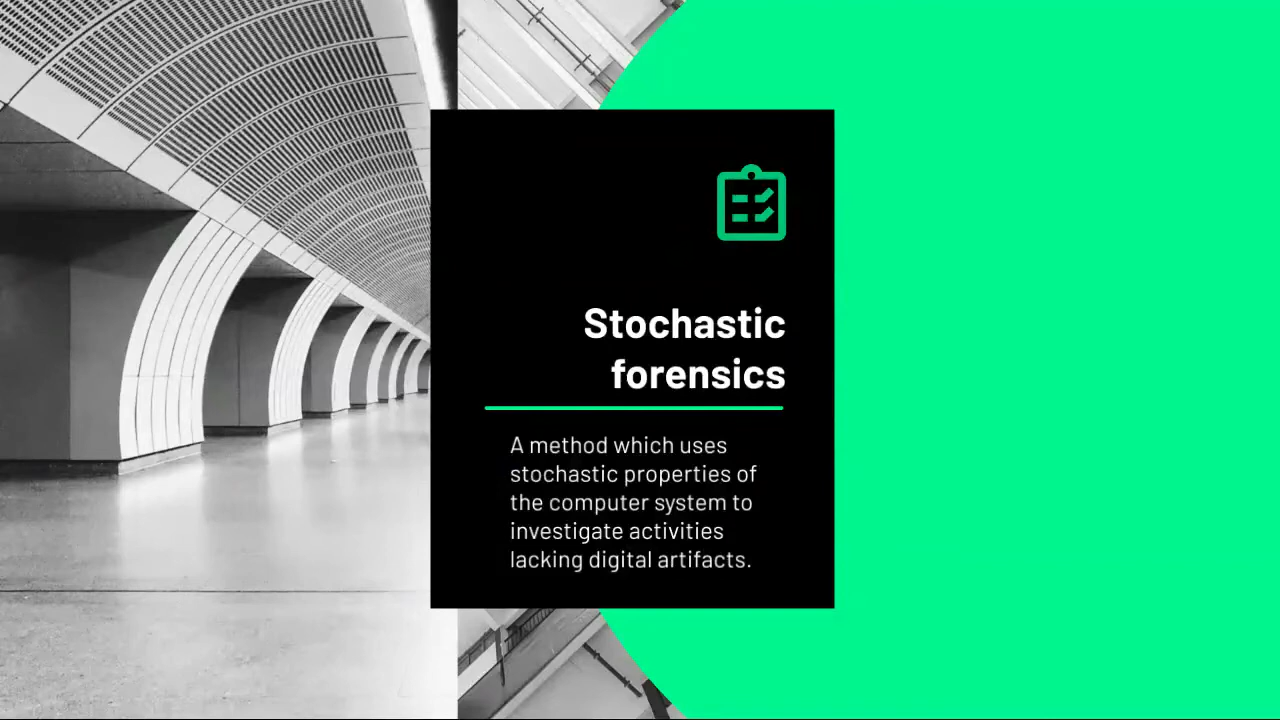 Stochastic
forensics
A method which uses
stochastic properties of
the computer system to
investigate activities
lacking digital artifacts.